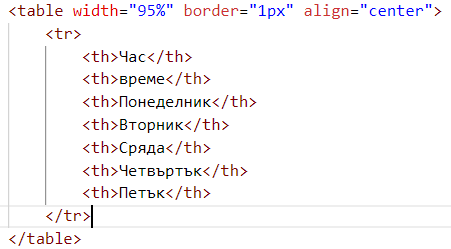 <table width="95%" border="1px" align="center">
<tr>
<th>Час</th>
<th>време</th>
<th>Понеделник</th>
<th>Вторник</th>
<th>Сряда</th>
<th>Четвъртък</th>
<th>Петък</th>
</tr>
</table>